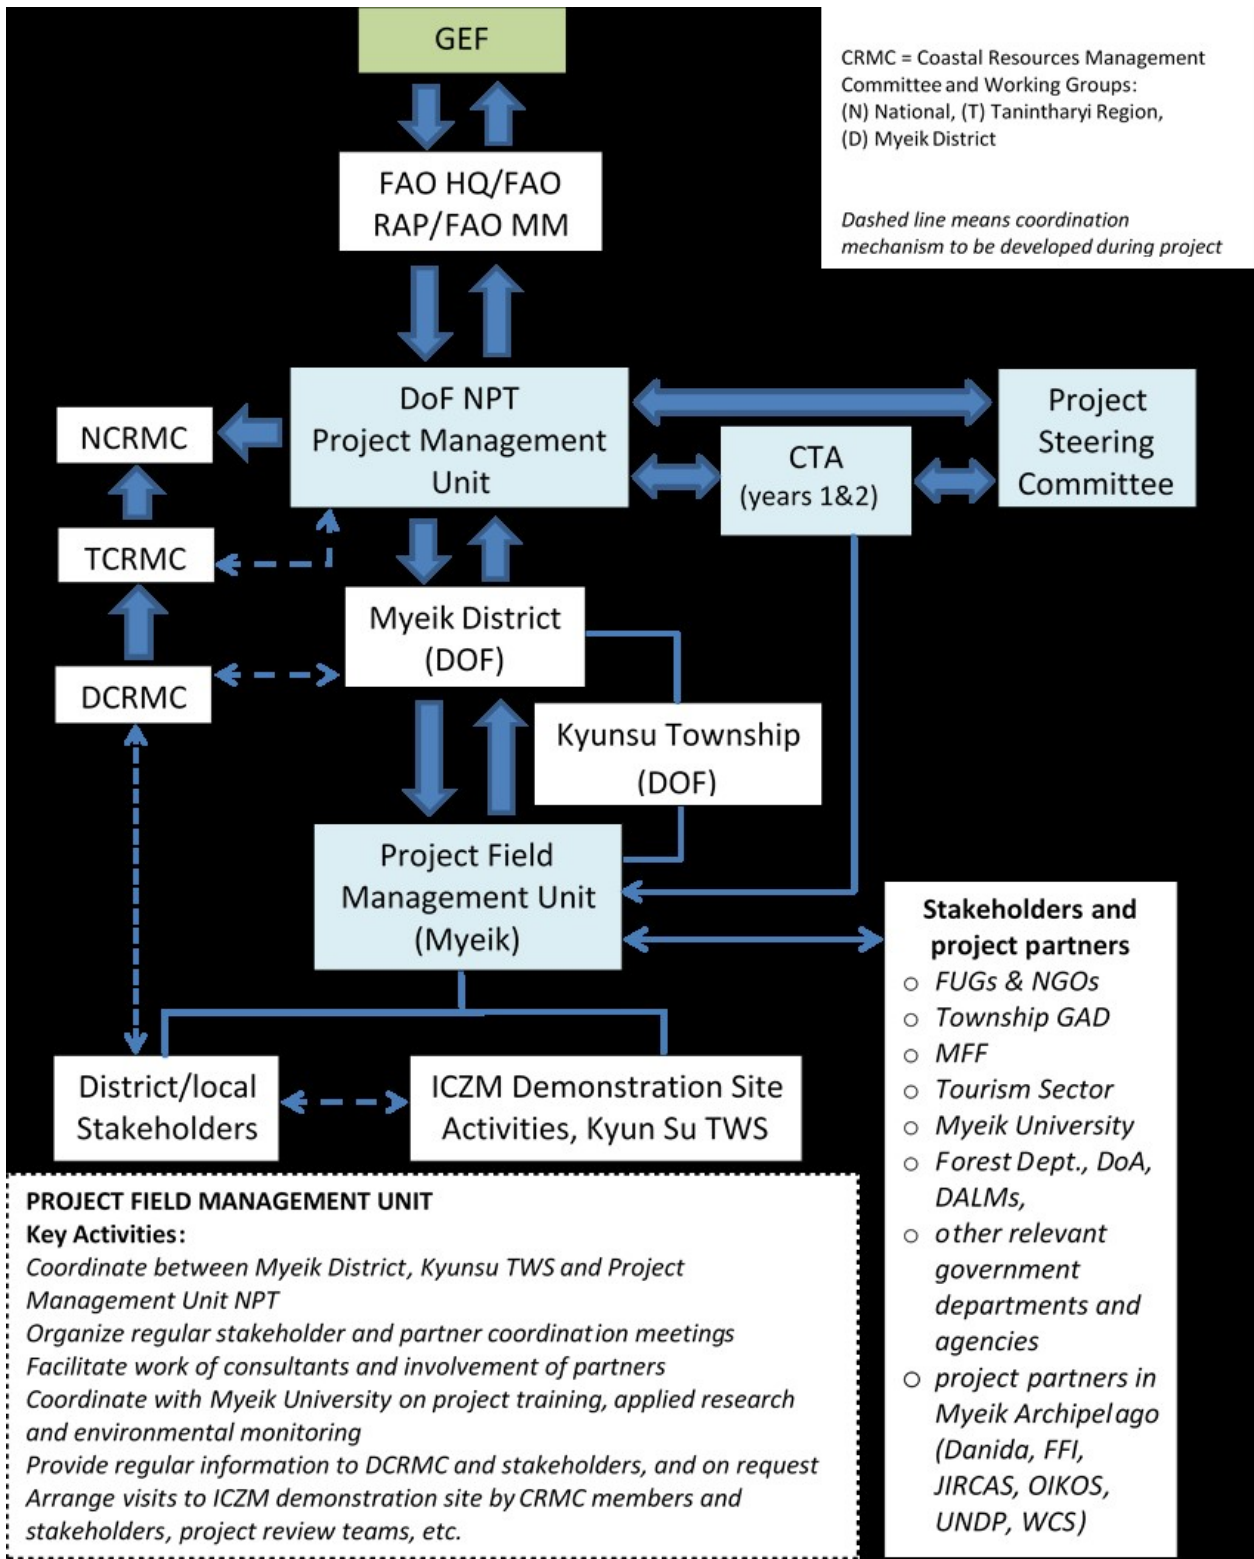 GEF
CRMC = Coastal Resources Management
Committee and Working Groups:
(N) National, (T) Tanintharyi Region,
(D) Myeik District
Dashed line means coordination
mechanism to be developed during project
FAO HQ/FAO
RAP/FAO MM
DoF NPT
Project Management
Unit
NCRMC
CTA
(years 1&2)
Project
Steering
Committee
TCRMC
Myeik District
(DOF)
DCRMC
Kyunsu Township
(DOF)
Project Field
Management Unit
(Myeik)
District/local
Stakeholders
ICZM Demonstration Site
Activities, Kyun Su TWS
Stakeholders and
project partners
○ FUGs & NGOs
○ Township GAD
○ MFF
○ Tourism Sector
○ Myeik University
○ Forest Dept., DoA,
DALMs,
○ other relevant
government
departments and
agencies
○ project partners in
Myeik Archipelago
(Danida, FFI,
JIRCAS, OIKOS,
UNDP, WCS)
PROJECT FIELD MANAGEMENT UNIT
Key Activities:
Coordinate between Myeik District, Kyunsu TWS and Project
Management Unit NPT
Organize regular stakeholder and partner coordination meetings
Facilitate work of consultants and involvement of partners
Coordinate with Myeik University on project training, applied research
and environmental monitoring
Provide regular information to DCRMC and stakeholders, and on request
Arrange visits to ICZM demonstration site by CRMC members and
stakeholders, project review teams, etc.